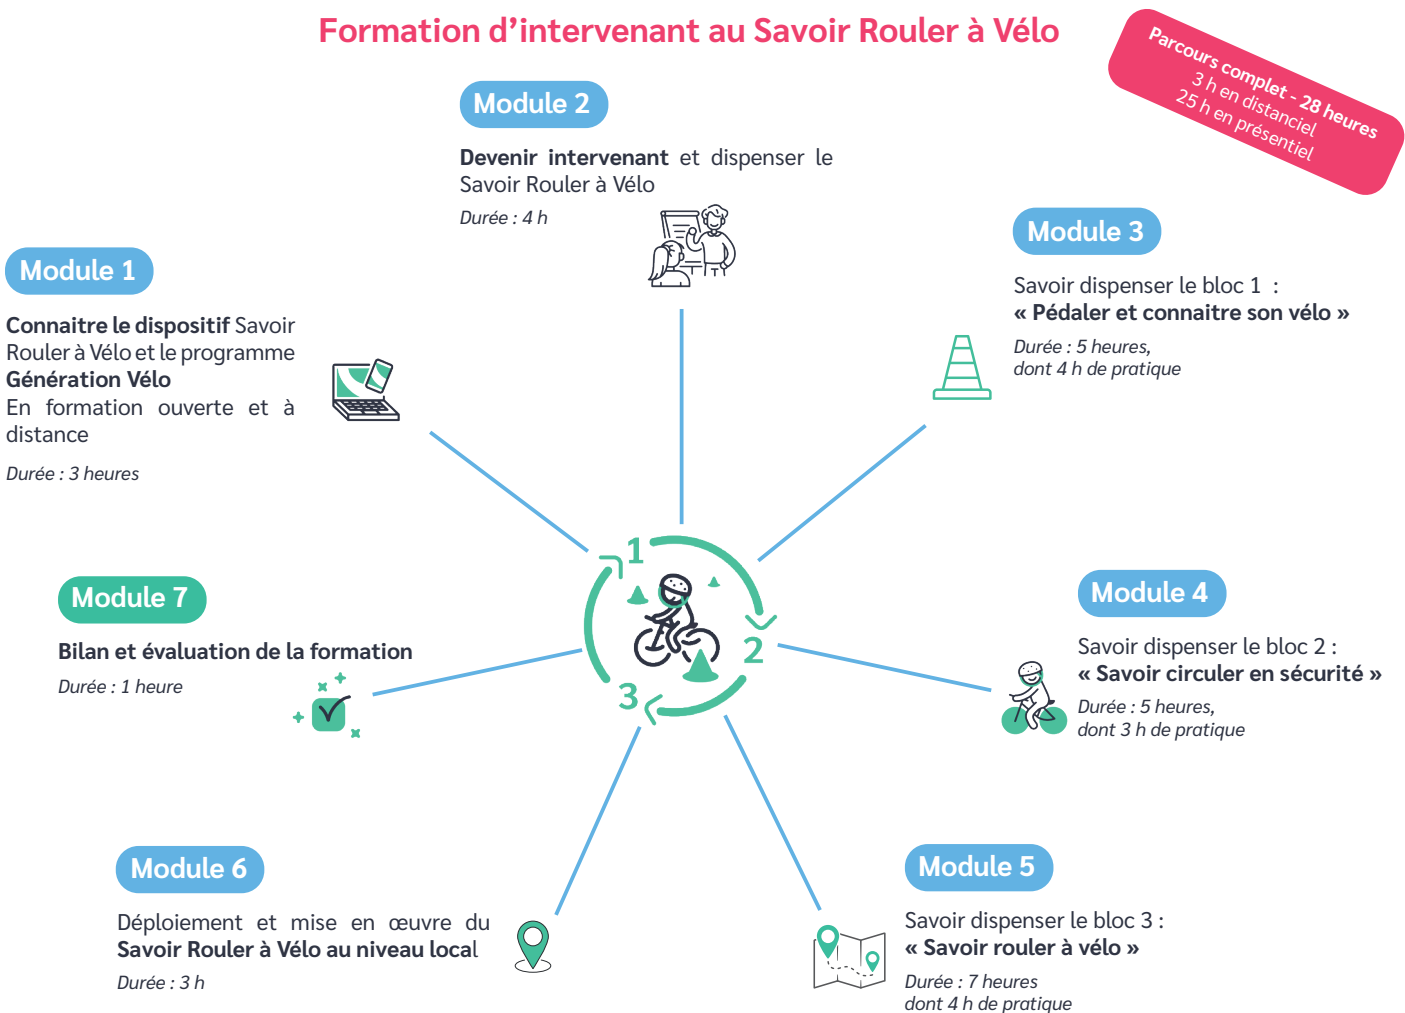 Formation d’intervenant au Savoir Rouler à Vélo
Parcours complet - 28 heures
3 h en distanciel
25 h en présentiel
Module 1
Connaitre le dispositif Savoir
Rouler à Vélo et le programme
Génération Vélo
En formation ouverte et à
distance
Durée : 3 heures
Module 2
Devenir intervenant et dispenser le
Savoir Rouler à Vélo
Durée : 4 h
Module 3
Savoir dispenser le bloc 1 :
« Pédaler et connaitre son vélo »
Durée : 5 heures,
dont 4 h de pratique
Module 4
Savoir dispenser le bloc 2 :
« Savoir circuler en sécurité »
Durée : 5 heures,
dont 3 h de pratique
Module 5
Savoir dispenser le bloc 3 :
« Savoir rouler à vélo »
Durée : 7 heures
dont 4 h de pratique
Module 6
Déploiement et mise en œuvre du
Savoir Rouler à Vélo au niveau local
Durée : 3 h
Module 7
Bilan et évaluation de la formation
Durée : 1 heure
1
2
3